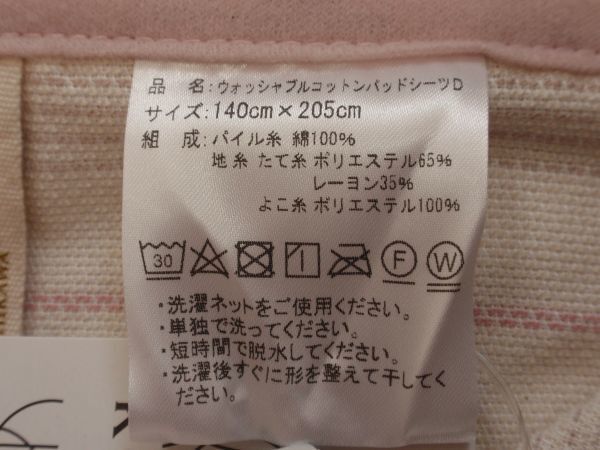 品 名:ウォッシャブルコットンパッドシーツD
サイズ:140cm×205cm
組 成:パイル糸 綿100%
地糸 たて糸 ポリエステル65%
レーヨン35%
よこ糸 ポリエステル100%
30 F W
・洗濯ネットをご使用ください。
・単独で洗ってください。
・短時間で脱水してください。
・洗濯後すぐに形を整えて干してく
ださい。